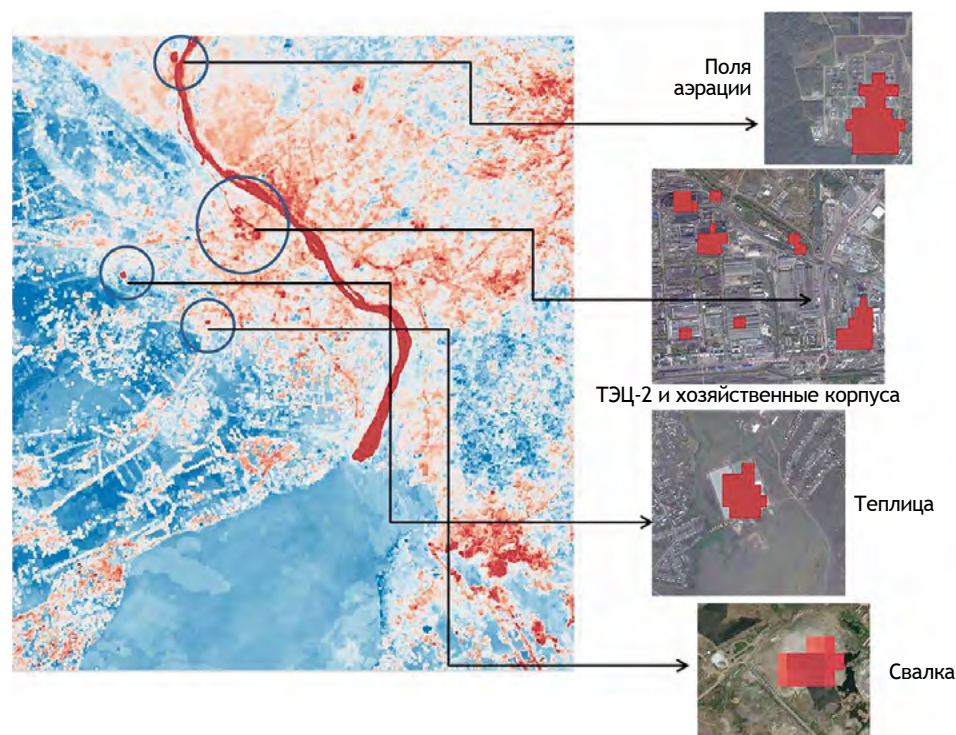 Поля
аэрации
ТЭЦ-2 и хозяйственные корпуса
Теплица
Свалка